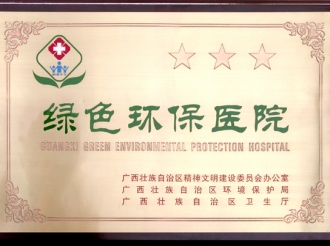 绿色环保医院
GUANGXI GREEN ENVIRONMENTAL PROTECTION HOSPITAL
广西壮族自治区精神文明建设委员会办公室
广西壮族自治区环境保护局
广西壮族自治区卫生厅